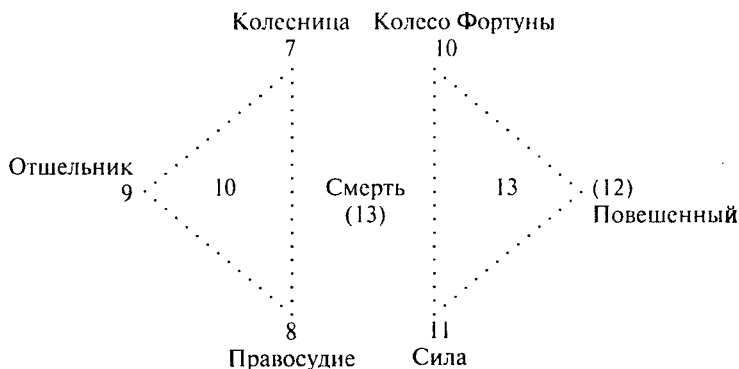 Колесница Колесо Фортуны
7 10
Отшельник
9 10 Смерть 13 (12)
(13) Повешенный
8 11
Правосудие Сила